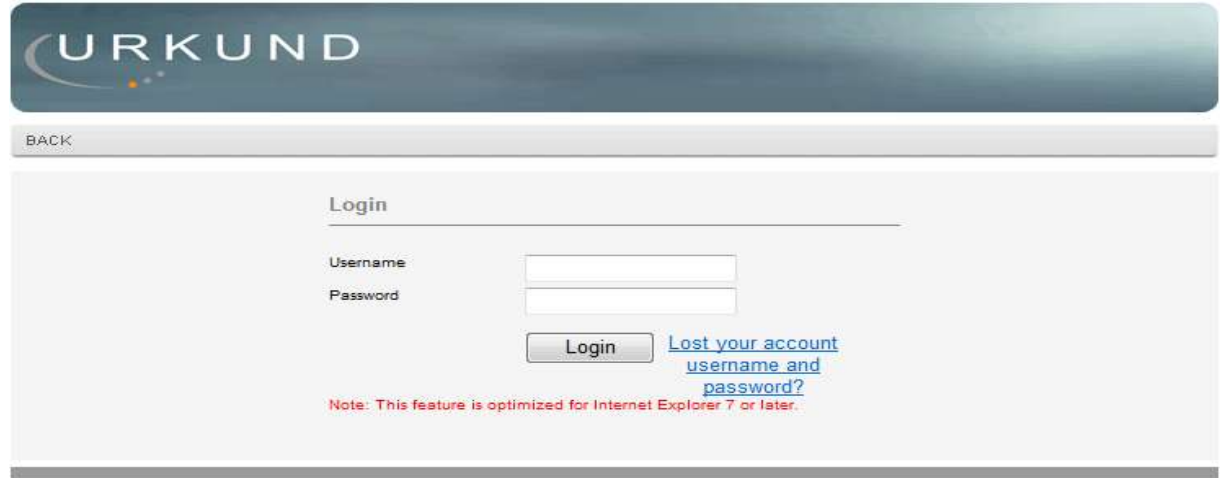 URKUND
BACK
Login
Username
Password
Login
Lost your account
username and
password?
Note: This feature is optimized for Internet Explorer 7 or later.